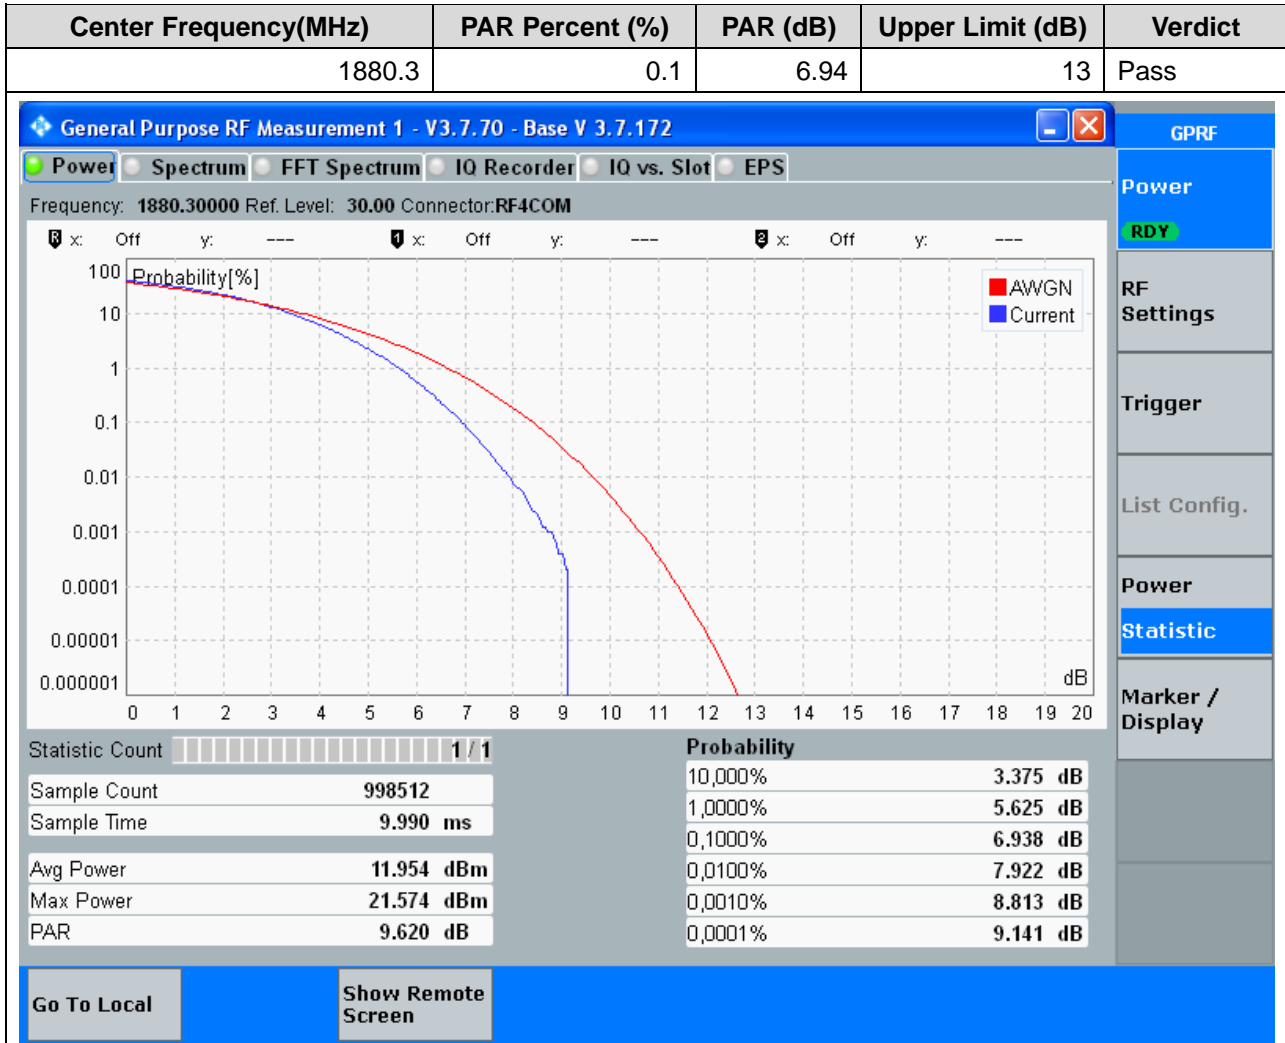 Center Frequency(MHz) PAR Percent (%) PAR (dB) Upper Limit (dB) Verdict
1880.3 0.1 6.94 13 Pass
General Purpose RF Measurement 1 - V3.7.70 - Base V 3.7.172
GPRF
Power Spectrum FFT Spectrum IQ Recorder IQ vs. Slot EPS
Power
RDY
Frequency: 1880.30000 Ref. Level: 30.00 Connector:RF4COM
R x: Off y: --- 1 x: Off y: --- 2 x: Off y: ---
Probability[%]
AWGN
Current
100
10
1
0.1
0.01
0.001
0.0001
0.00001
0.000001
dB
0 1 2 3 4 5 6 7 8 9 10 11 12 13 14 15 16 17 18 19 20
RF
Settings
Trigger
List Config.
Power
Statistic
Marker /
Display
Statistic Count 1 / 1
Sample Count 998512
Sample Time 9.990 ms
Avg Power 11.954 dBm
Max Power 21.574 dBm
PAR 9.620 dB
Probability
10,000% 3.375 dB
1,0000% 5.625 dB
0,1000% 6.938 dB
0,0100% 7.922 dB
0,0010% 8.813 dB
0,0001% 9.141 dB
Go To Local
Show Remote
Screen